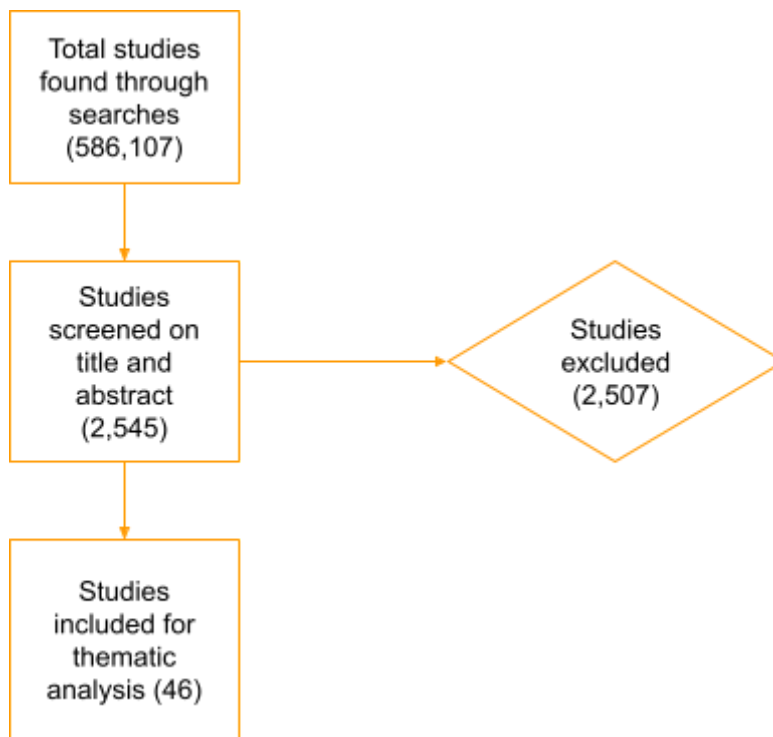 Total studies
found through
searches
(586,107)
Studies
screened on
title and
abstract
(2,545)
Studies
excluded
(2,507)
Studies
included for
thematic
analysis (46)